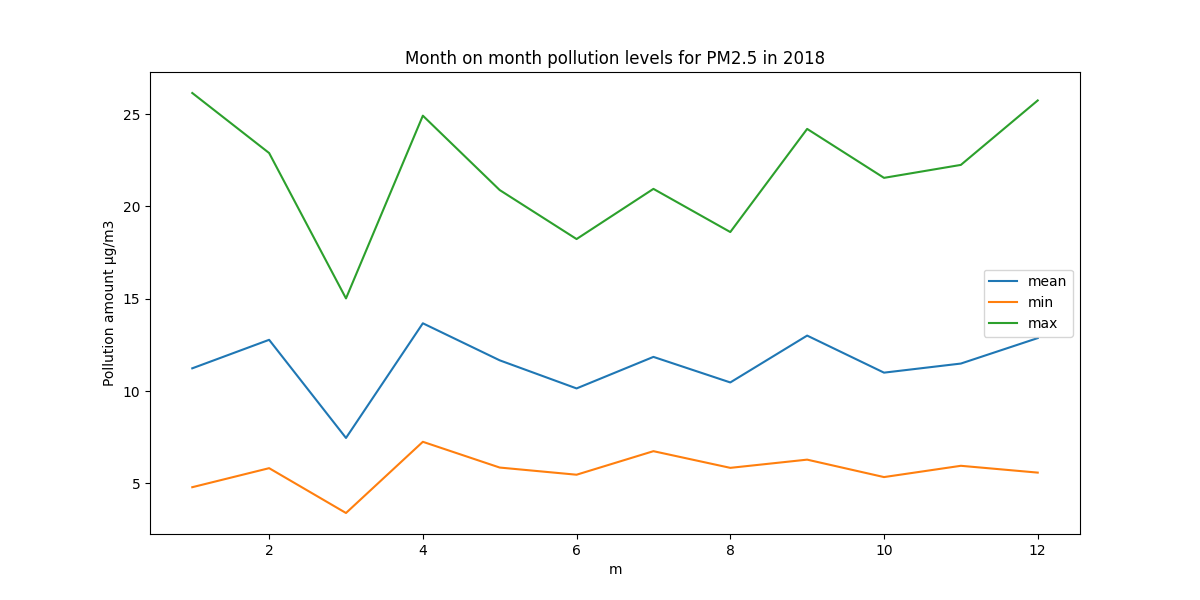 Month on month pollution levels for PM2.5 in 2018
25
20
15
10
5
Pollution amount µg/m3
mean
min
max
2 4 6 8 10 12
m